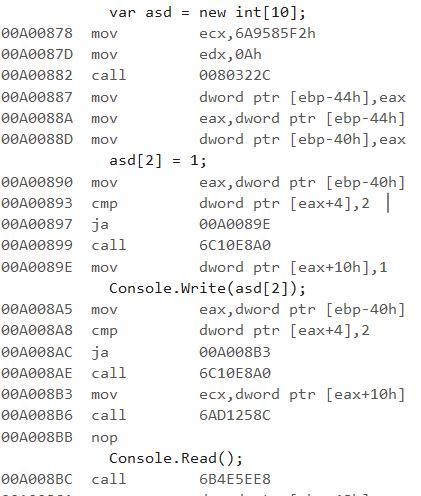 var asd = new int[10];
00A00878 mov ecx,6A9585F2h
00A0087D mov edx,0Ah
00A00882 call 0080322C
00A00887 mov dword ptr [ebp-44h],eax
00A0088A mov eax,dword ptr [ebp-44h]
00A0088D mov dword ptr [ebp-40h],eax
asd[2] = 1;
00A00890 mov eax,dword ptr [ebp-40h]
00A00893 cmp dword ptr [eax+4],2
00A00897 ja 00A0089E
00A00899 call 6C10E8A0
00A0089E mov dword ptr [eax+10h],1
Console.Write(asd[2]);
00A008A5 mov eax,dword ptr [ebp-40h]
00A008A8 cmp dword ptr [eax+4],2
00A008AC ja 00A008B3
00A008AE call 6C10E8A0
00A008B3 mov ecx,dword ptr [eax+10h]
00A008B6 call 6AD1258C
00A008BB nop
Console.Read();
00A008BC call 6B4E5EE8